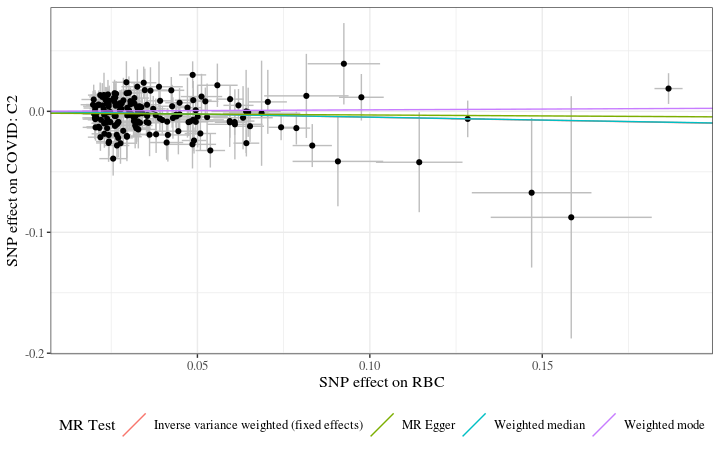 SNP effect on COVID: C2
0.0
-0.1
-0.2
0.05 0.10 0.15
SNP effect on RBC
MR Test Inverse variance weighted (fixed effects) MR Egger Weighted median Weighted mode